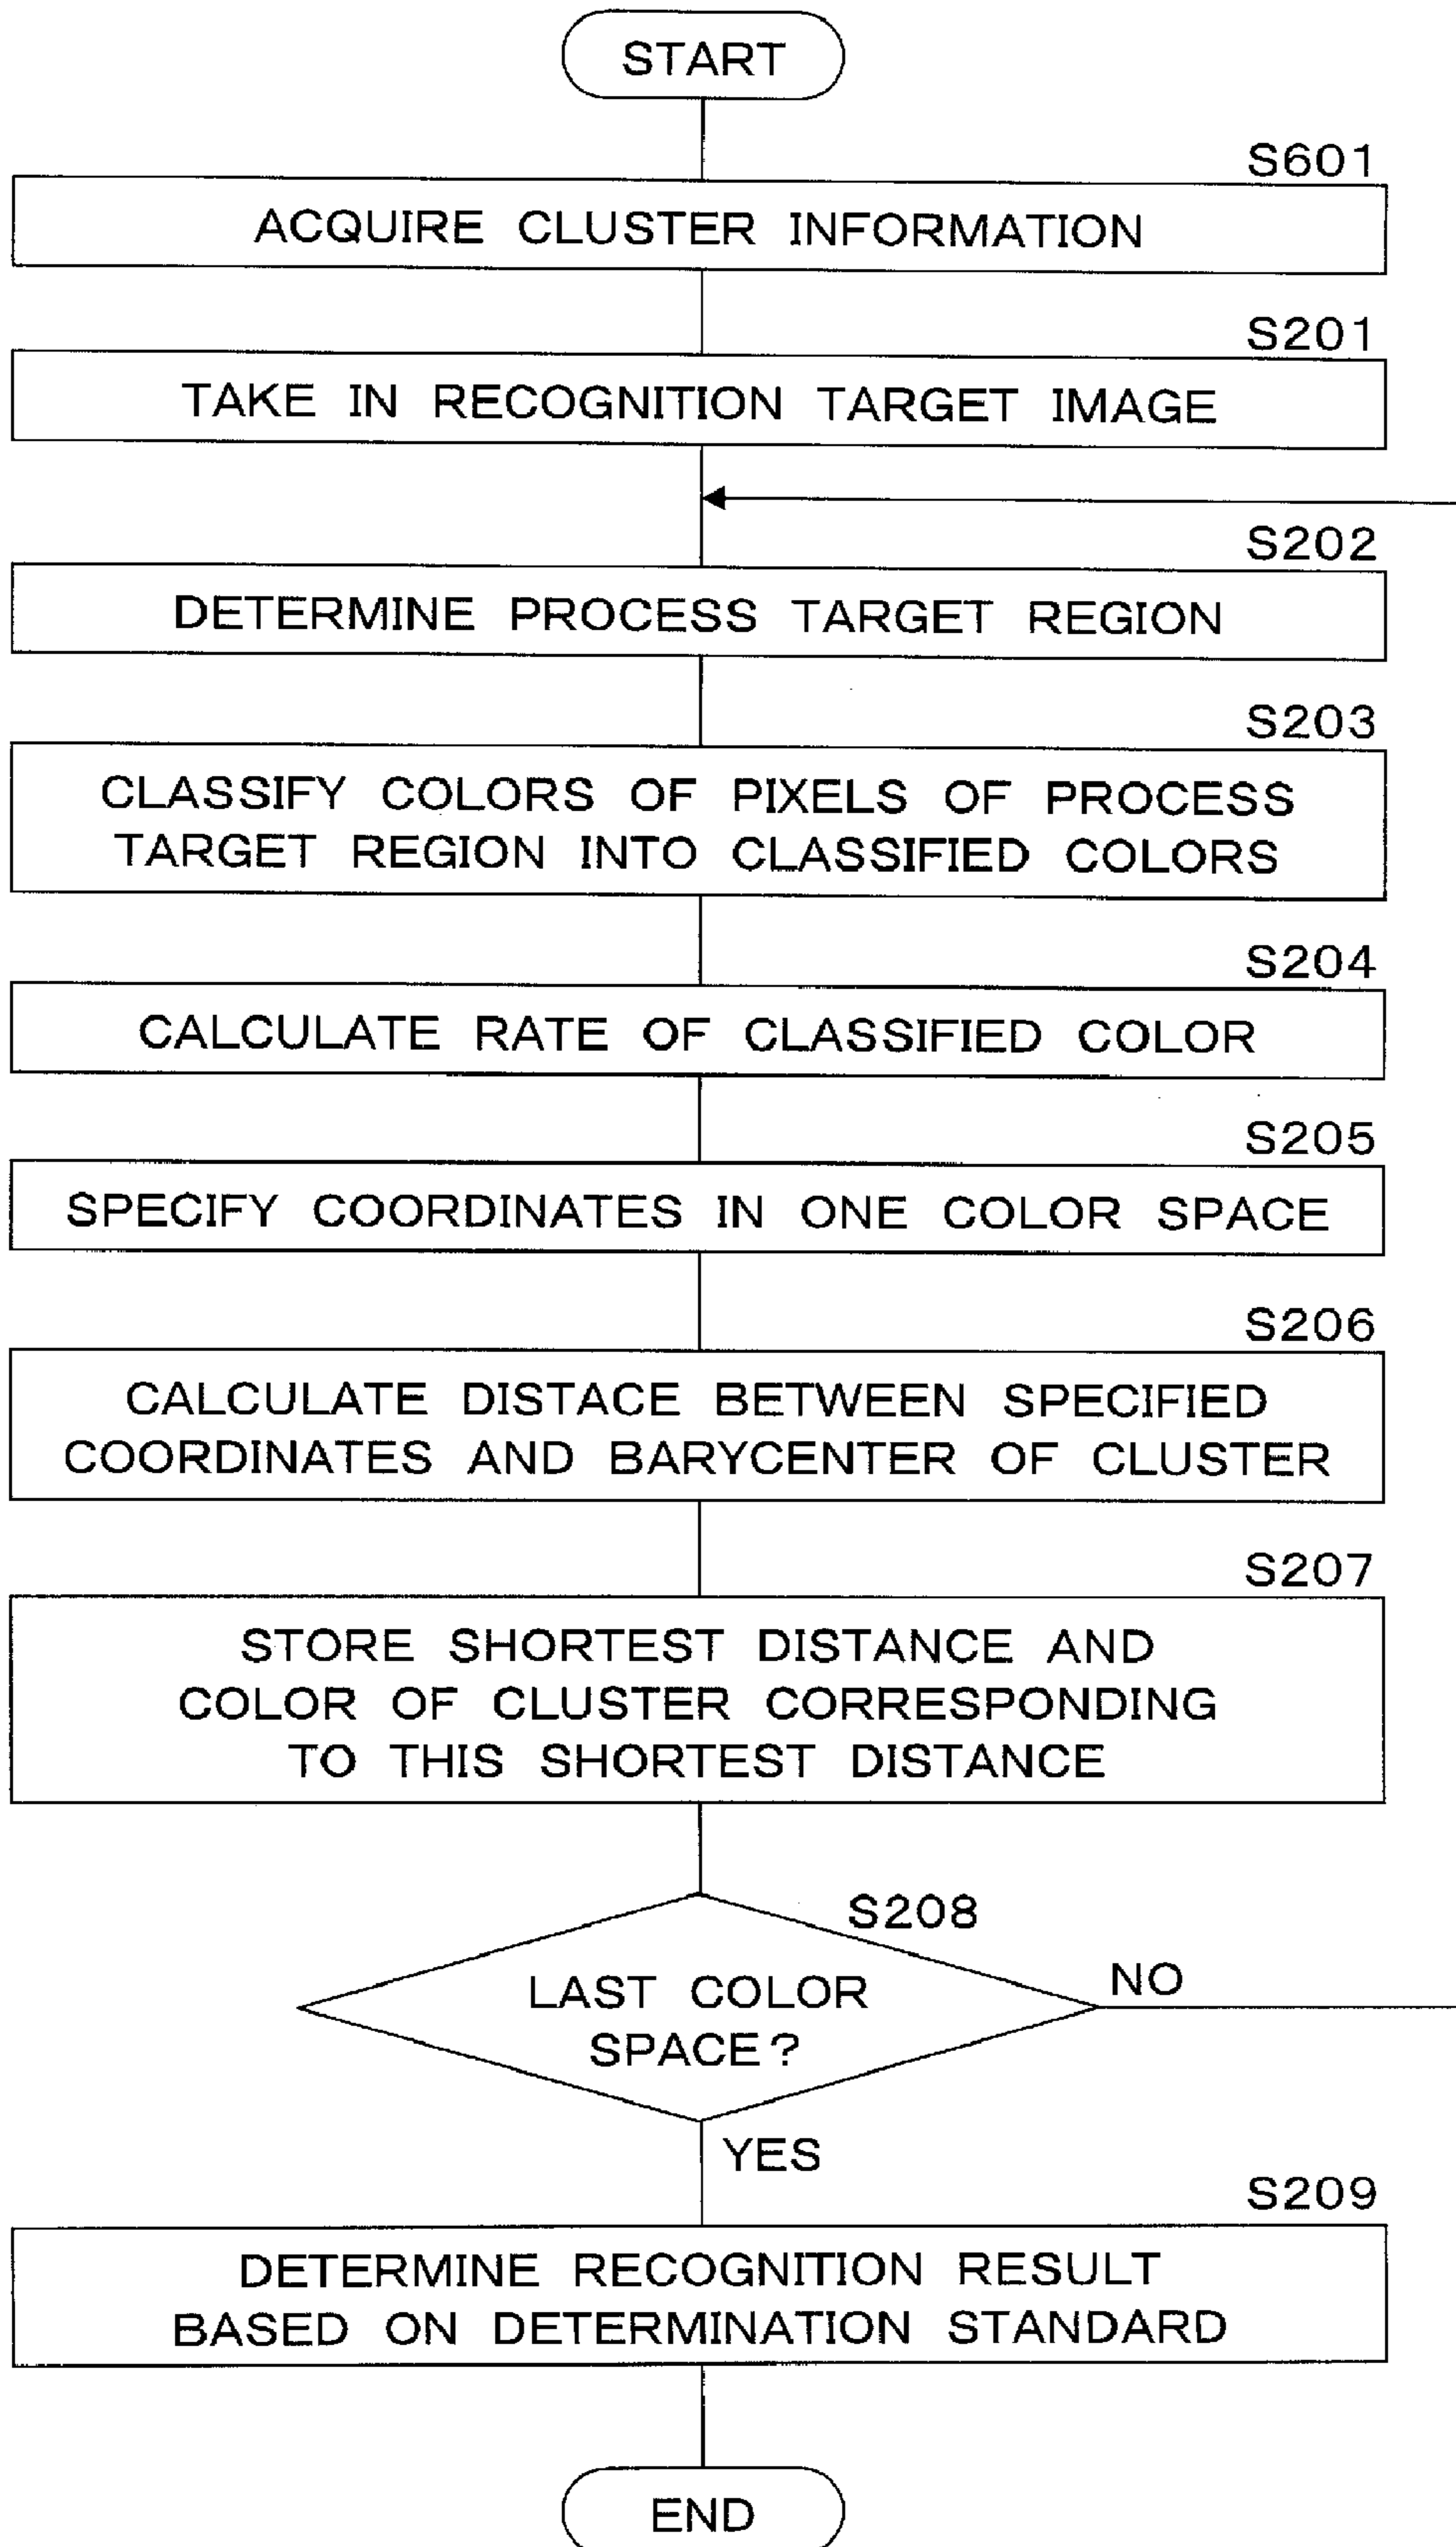 START
S601
ACQUIRE CLUSTER INFORMATION
S201
TAKE IN RECOGNITION TARGET IMAGE
S202
DETERMINE PROCESS TARGET REGION
S203
CLASSIFY COLORS OF PIXELS OF PROCESS
TARGET REGION INTO CLASSIFIED COLORS
S204
CALCULATE RATE OF CLASSIFIED COLOR
S205
SPECIFY COORDINATES IN ONE COLOR SPACE
S206
CALCULATE DISTACE BETWEEN SPECIFIED
COORDINATES AND BARYCENTER OF CLUSTER
S207
STORE SHORTEST DISTANCE AND
COLOR OF CLUSTER CORRESPONDING
TO THIS SHORTEST DISTANCE
S208
LAST COLOR
SPACE?
NO
YES
S209
DETERMINE RECOGNITION RESULT
BASED ON DETERMINATION STANDARD
END